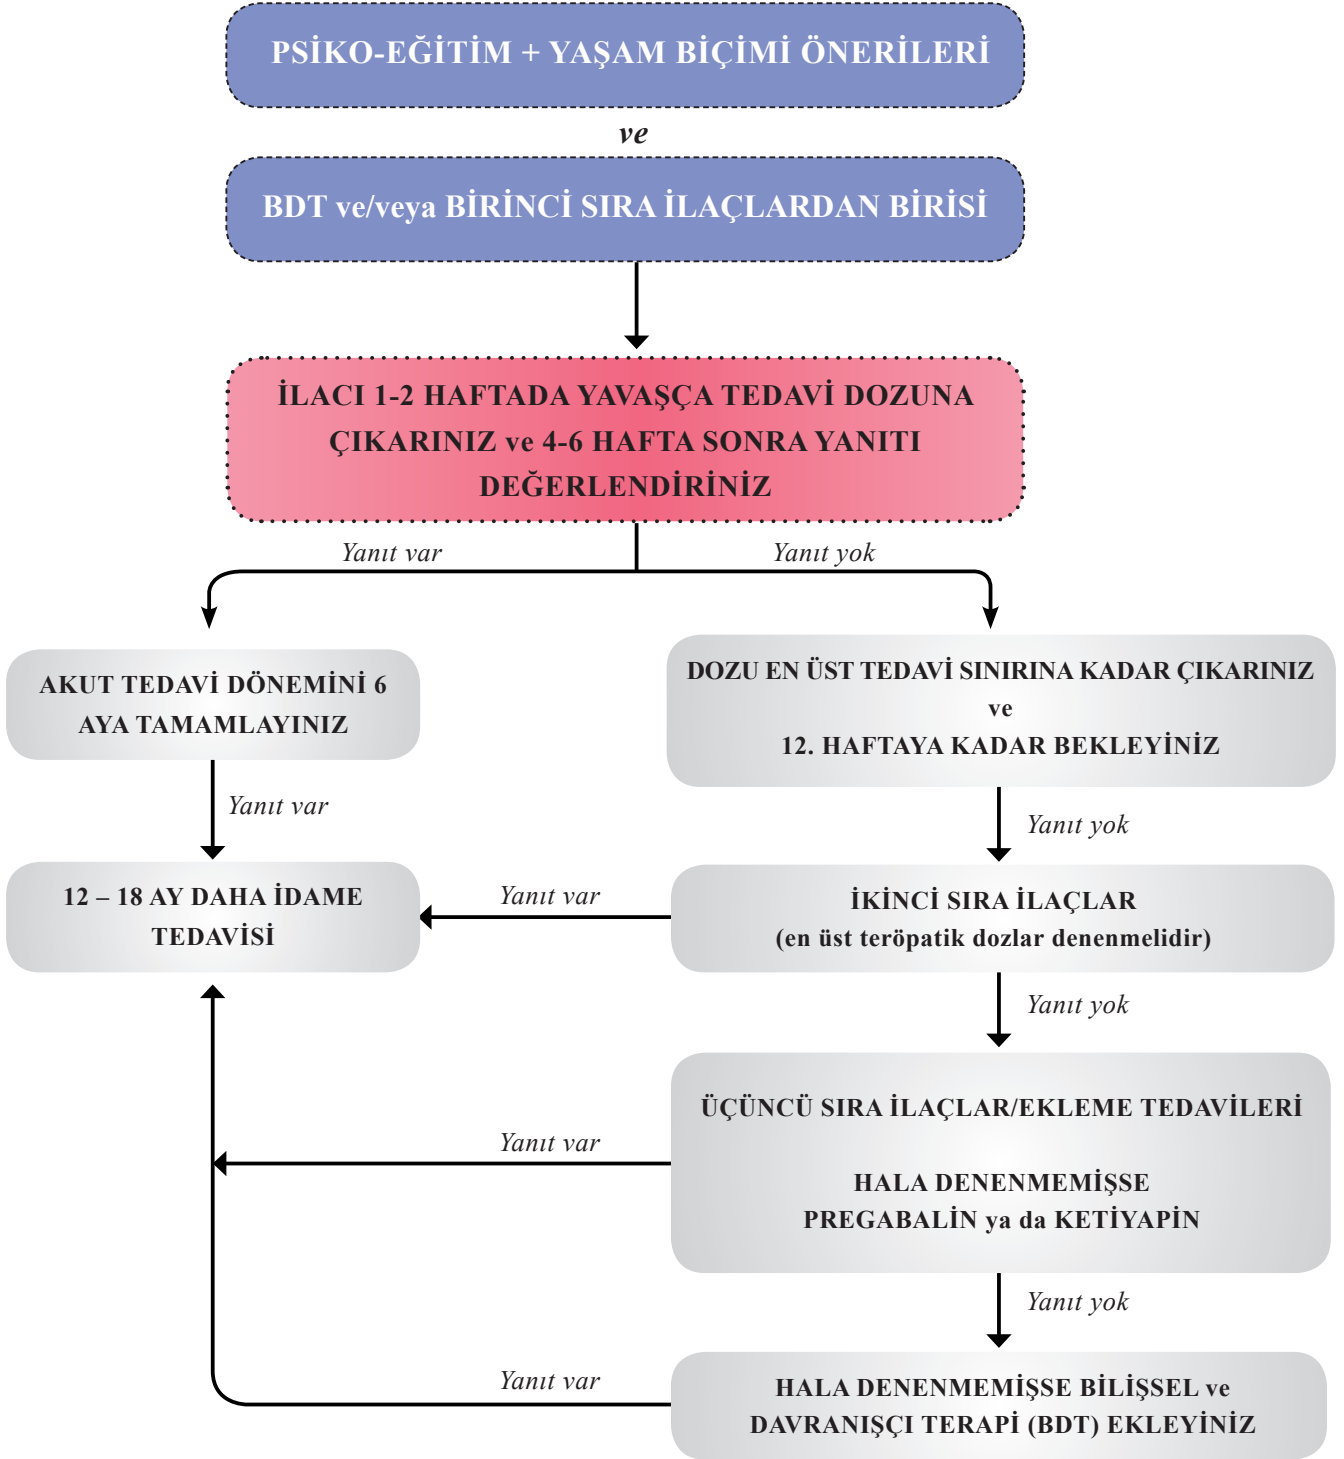 PSİKO-EĞİTİM + YAŞAM BİÇİMİ ÖNERİLERİ
ve
BDT ve/veya BİRİNCİ SIRA İLAÇLARDAN BİRİSİ
İLACI 1-2 HAFTADA YAVAŞÇA TEDAVİ DOZUNA
ÇIKARINIZ ve 4-6 HAFTA SONRA YANITI
DEĞERLENDİRİNİZ
Yanıt var
Yanıt yok
AKUT TEDAVİ DÖNEMİNİ 6
AYA TAMAMLAYINIZ
DOZU EN ÜST TEDAVİ SINIRINA KADAR ÇIKARINIZ
ve
12. HAFTAYA KADAR BEKLEYİNİZ
Yanıt var
Yanıt yok
12 – 18 AY DAHA İDAME
TEDAVİSİ
Yanıt var
İKİNCİ SIRA İLAÇLAR
(en üst teröpatik dozlar denenmelidir)
Yanıt yok
ÜÇÜNCÜ SIRA İLAÇLAR/EKLEME TEDAVİLERİ
Yanıt var
HALA DENENMEMİŞSE
PREGABALİN ya da KETİYAPİN
Yanıt yok
Yanıt var
HALA DENENMEMİŞSE BİLİŞSEL ve
DAVRANIŞÇI TERAPİ (BDT) EKLEYİNİZ